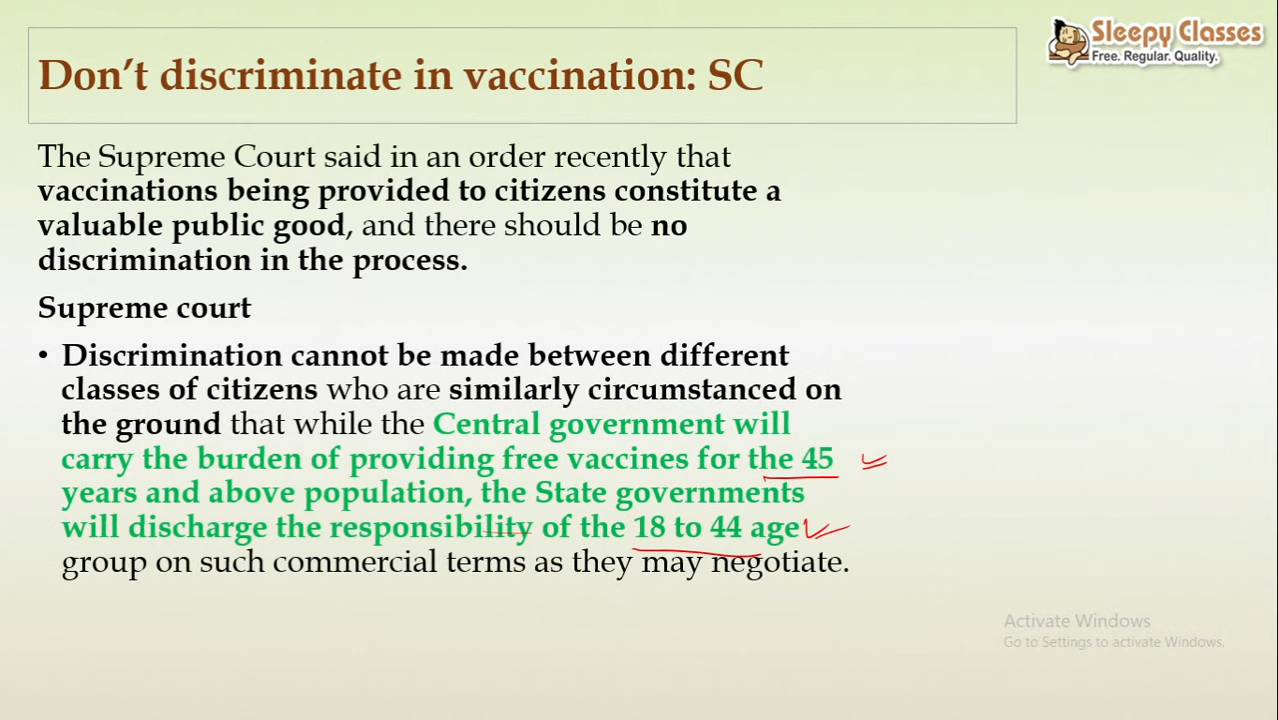 Sleepy Classes
Free. Regular. Quality.
Don’t discriminate in vaccination: SC
The Supreme Court said in an order recently that
vaccinations being provided to citizens constitute a
valuable public good, and there should be no
discrimination in the process.
Supreme court
• Discrimination cannot be made between different
classes of citizens who are similarly circumstanced on
the ground that while the Central government will
carry the burden of providing free vaccines for the 45
years and above population, the State governments
will discharge the responsibility of the 18 to 44 age
group on such commercial terms as they may negotiate.
Activate Windows
Go to Settings to activate Windows.